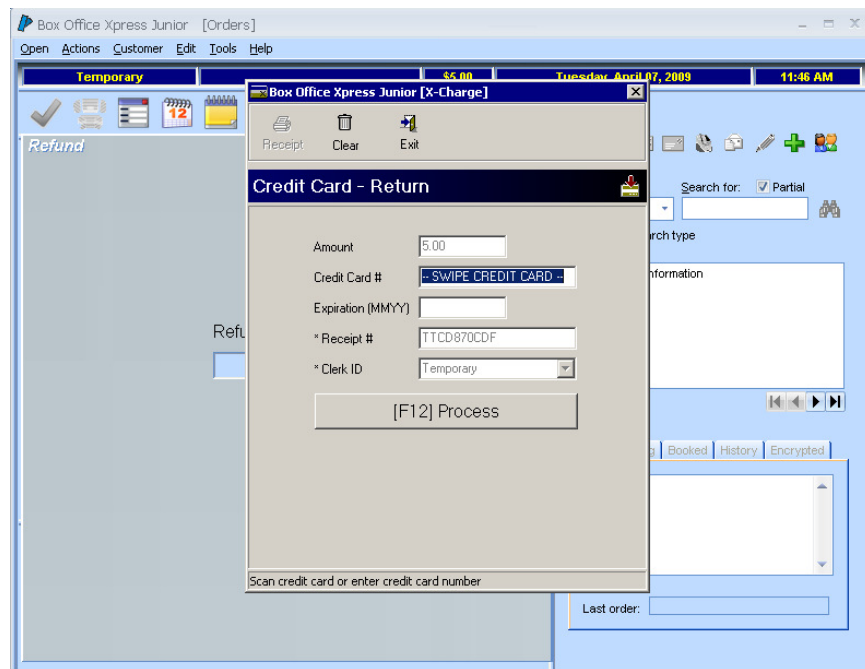 Box Office Xpress Junior [Orders]
Open Actions Customer Edit Tools Help
Temporary $5.00 Tuesday, April 07, 2009 11:46 AM
Box Office Xpress Junior [X-Charge]
12
Receipt Clear Exit
Refund
Credit Card - Return
Search for: Partial
arch type
Amount 5.00
Credit Card # -- SWIPE CREDIT CARD --
nformation
Expiration (MMYY)
Refu
* Receipt # TTCD870CDF
* Clerk ID Temporary
[F12] Process
g Booked History Encrypted
Scan credit card or enter credit card number
Last order: